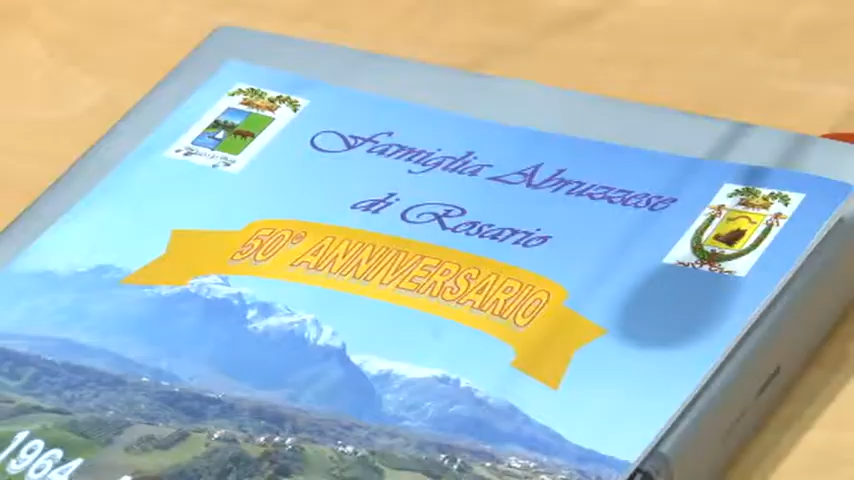 Famiglia Abruzzese
di Rosario
50° ANNIVERSARIO
1964